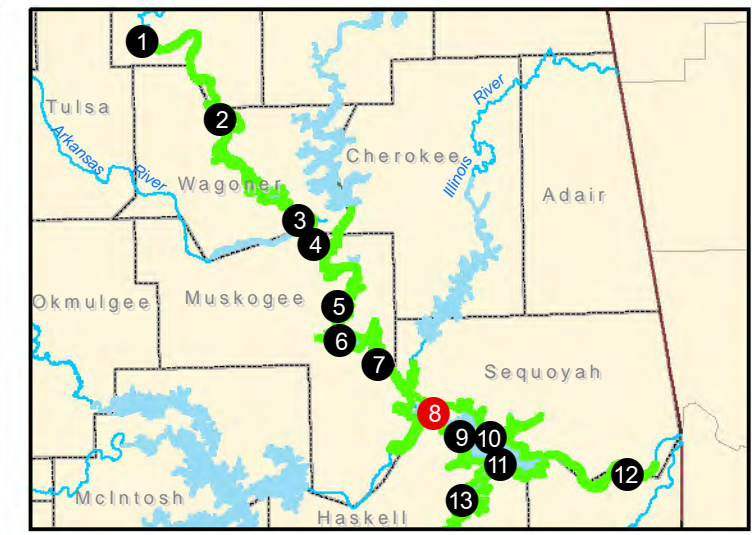 1
Tulsa
2
River
Arkansas
River
Cherokee
Illinois
Wagoner
Adair
3
4
Okmulgee
Muskogee
5
6
7
Sequoyah
8
9
10
11
12
McIntosh
13
Haskell